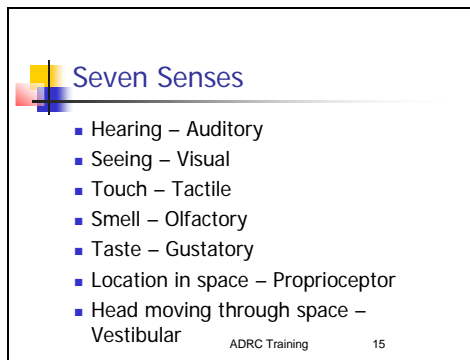 Seven Senses
Hearing – Auditory
Seeing – Visual
Touch – Tactile
Smell – Olfactory
Taste – Gustatory
Location in space – Proprioceptor
Head moving through space –
Vestibular
ADRC Training 15